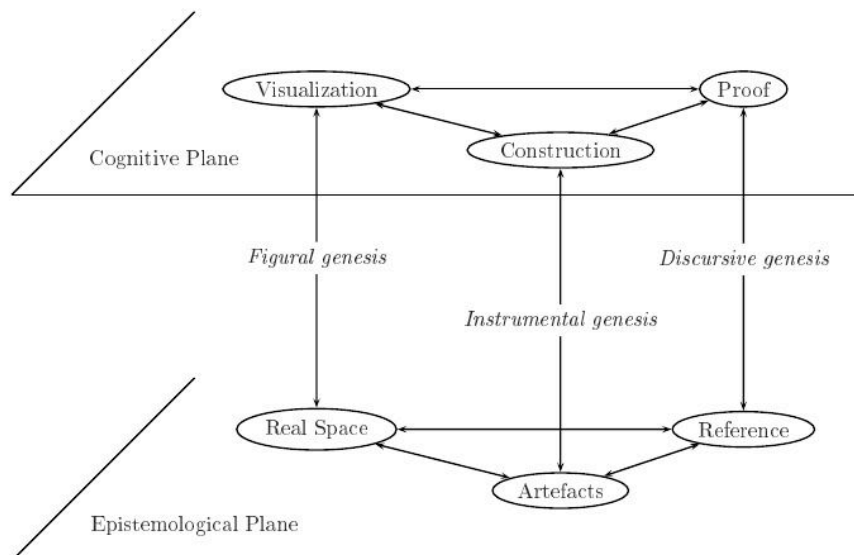 Visualization
Proof
Construction
Cognitive Plane
Figural genesis
Discursive genesis
Instrumental genesis
Real Space
Reference
Artefacts
Epistemological Plane